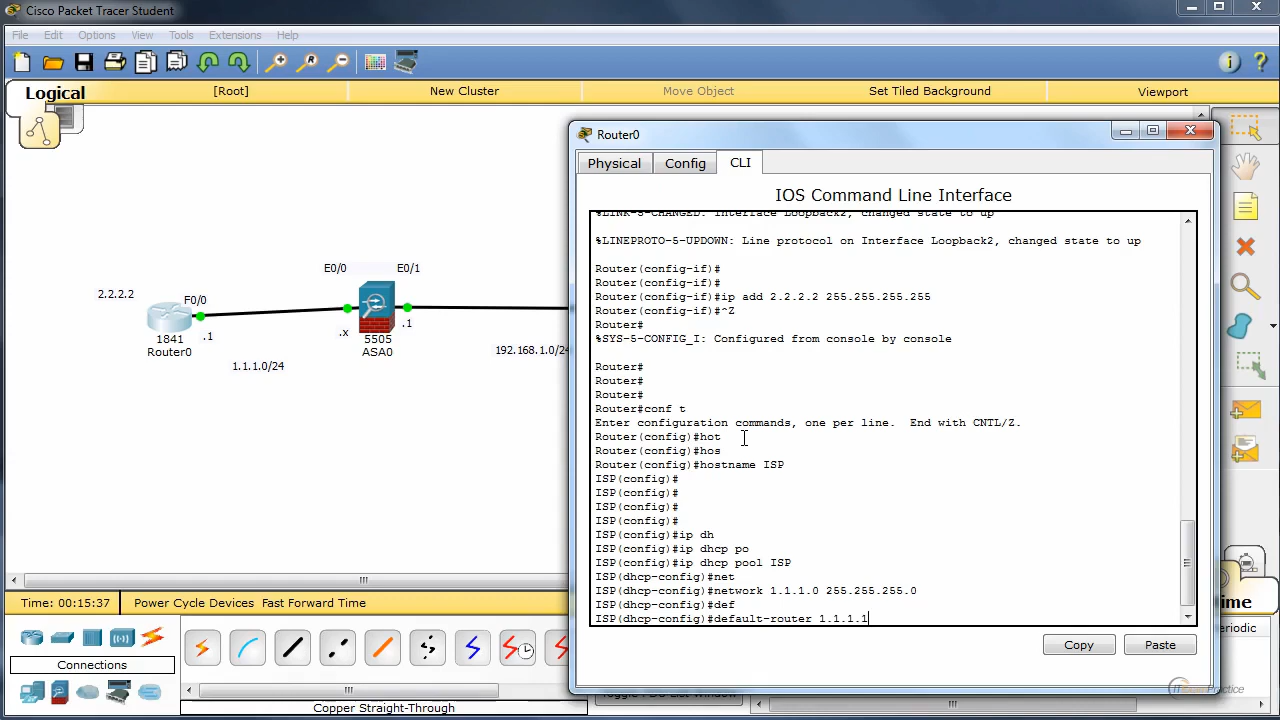 Cisco Packet Tracer Student
File Edit Options View Tools Extensions Help
Logical
[Root]
New Cluster
Move Object
Set Tiled Background
Viewport
2.2.2.2
F0/0
1841
Router0
.1
1.1.1.0/24
E0/0
E0/1
.x
.1
5505
ASA0
192.168.1.0/24
Router0
Physical Config CLI
IOS Command Line Interface
%LINK-5-CHANGED: Interface Loopback2, changed state to up
%LINEPROTO-5-UPDOWN: Line protocol on Interface Loopback2, changed state to up
Router(config-if)#
Router(config-if)#
Router(config-if)#ip add 2.2.2.2 255.255.255.255
Router(config-if)#^Z
Router#
%SYS-5-CONFIG_I: Configured from console by console
Router#
Router#
Router#
Router#conf t
Enter configuration commands, one per line.  End with CNTL/Z.
Router(config)#hot
Router(config)#hos
Router(config)#hostname ISP
ISP(config)#
ISP(config)#
ISP(config)#
ISP(config)#
ISP(config)#ip dh
ISP(config)#ip dhcp po
ISP(config)#ip dhcp pool ISP
ISP(dhcp-config)#net
ISP(dhcp-config)#network 1.1.1.0 255.255.255.0
ISP(dhcp-config)#def
ISP(dhcp-config)#default-router 1.1.1.1
Copy Paste
Time: 00:15:37
Power Cycle Devices Fast Forward Time
Connections
Copper Straight-Through
Practice